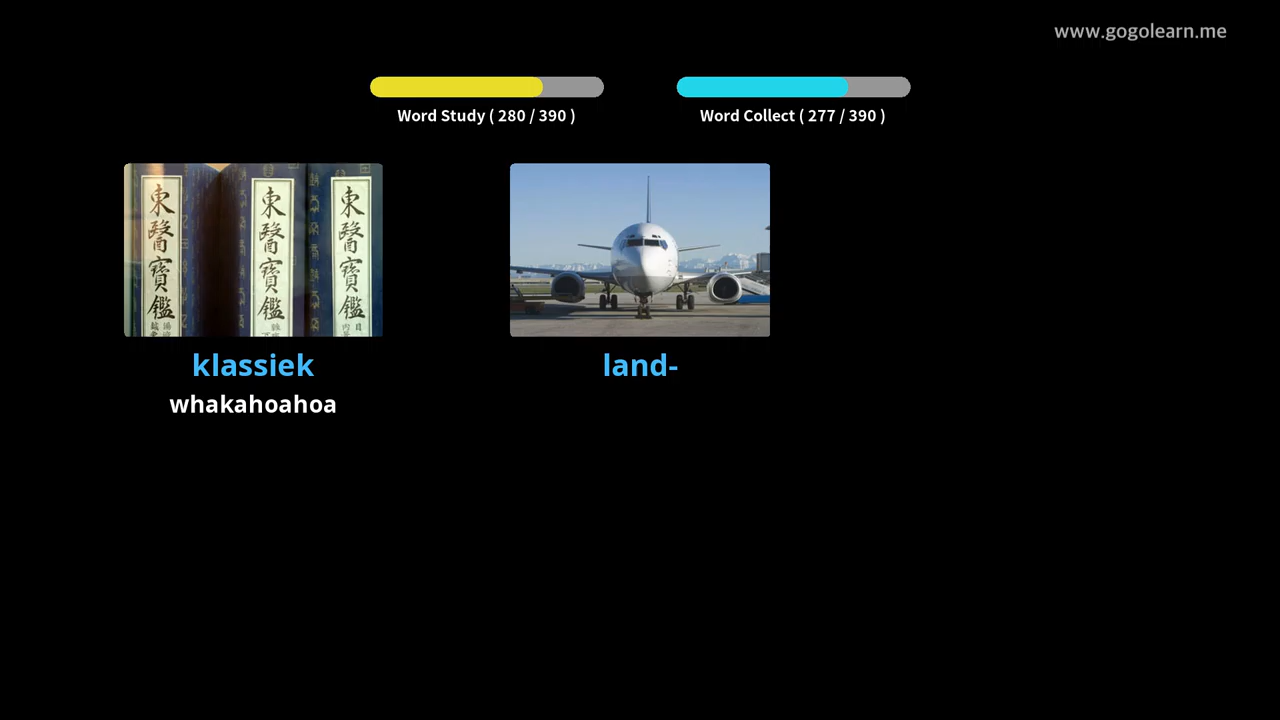 www.gogolearn.me
Word Study ( 280 / 390 )
Word Collect ( 277 / 390 )
東醫寶鑑
東醫寶鑑
東醫寶鑑
klassiek
land-
whakahoahoa